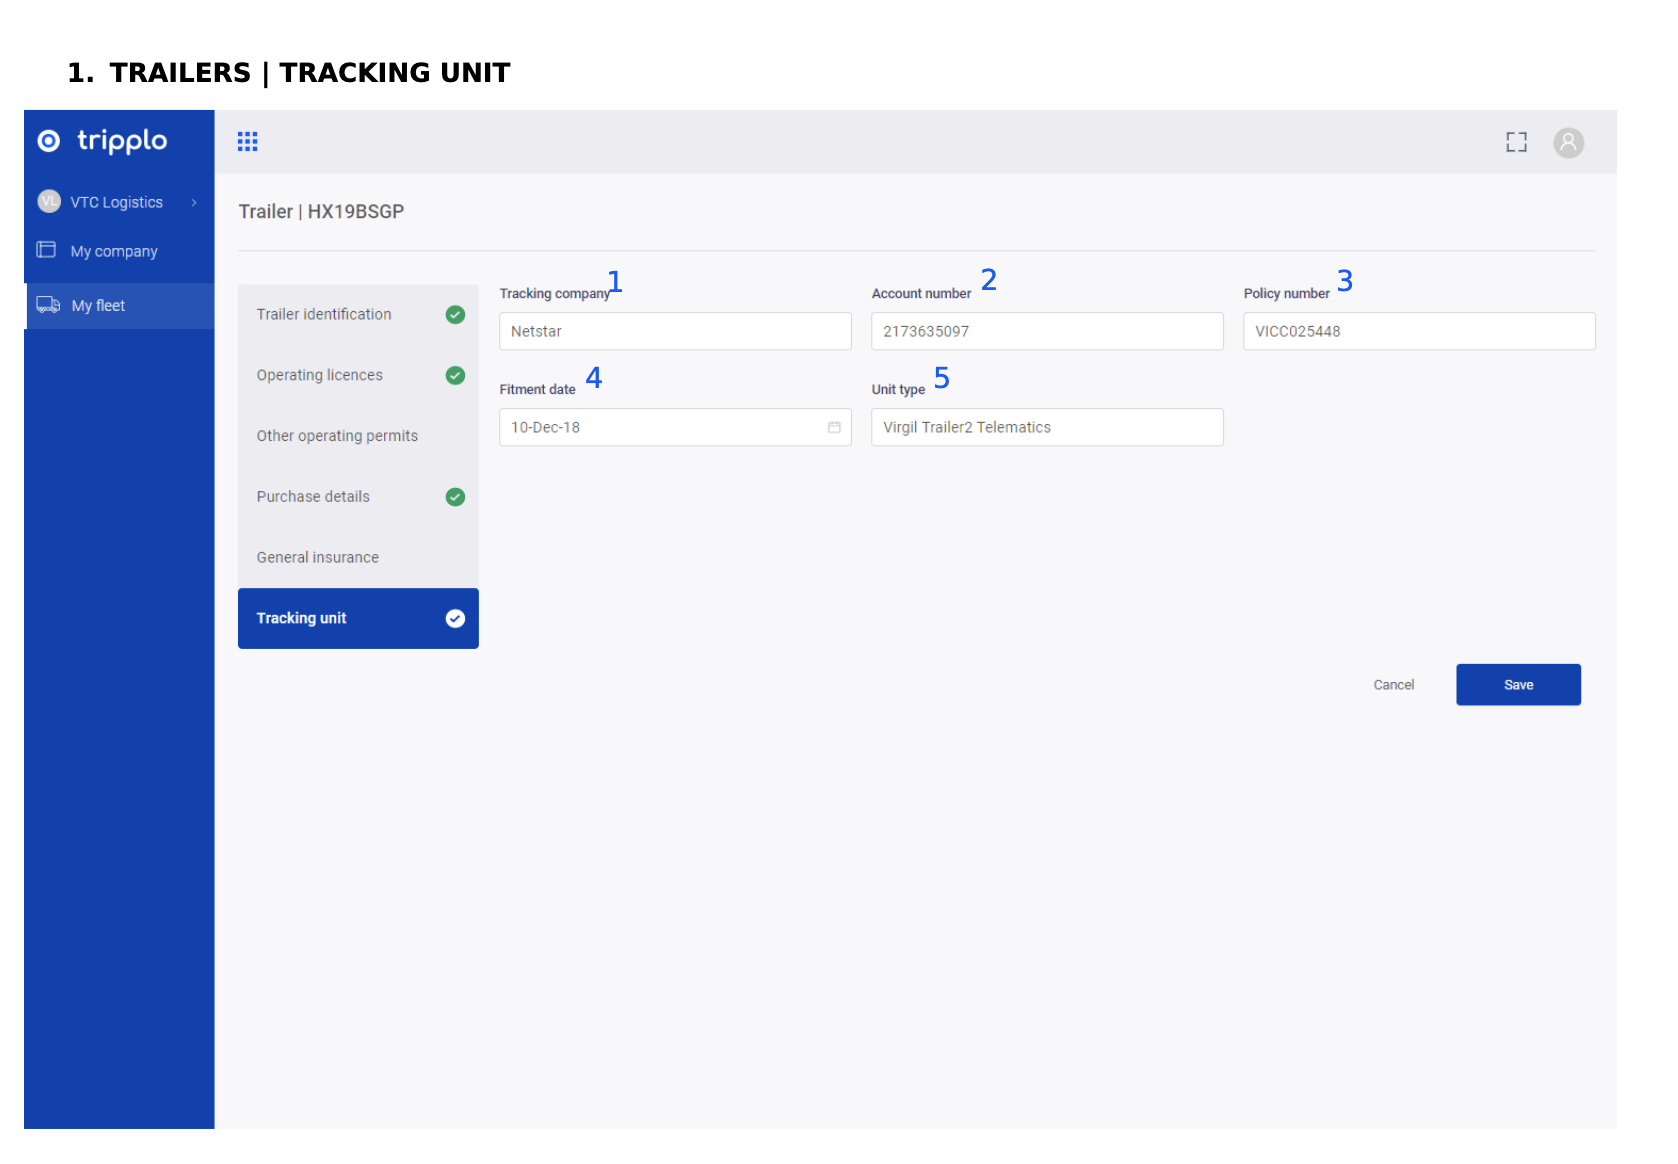 1. TRAILERS | TRACKING UNIT
tripplo
VL VTC Logistics
My company
My fleet
Trailer | HX19BSGP
Trailer identification
Operating licences
Other operating permits
Purchase details
General insurance
Tracking unit
Tracking company 1
Netstar
Account number 2
2173635097
Policy number 3
VICC025448
Fitment date 4
10-Dec-18
Unit type 5
Virgil Trailer2 Telematics
Cancel
Save